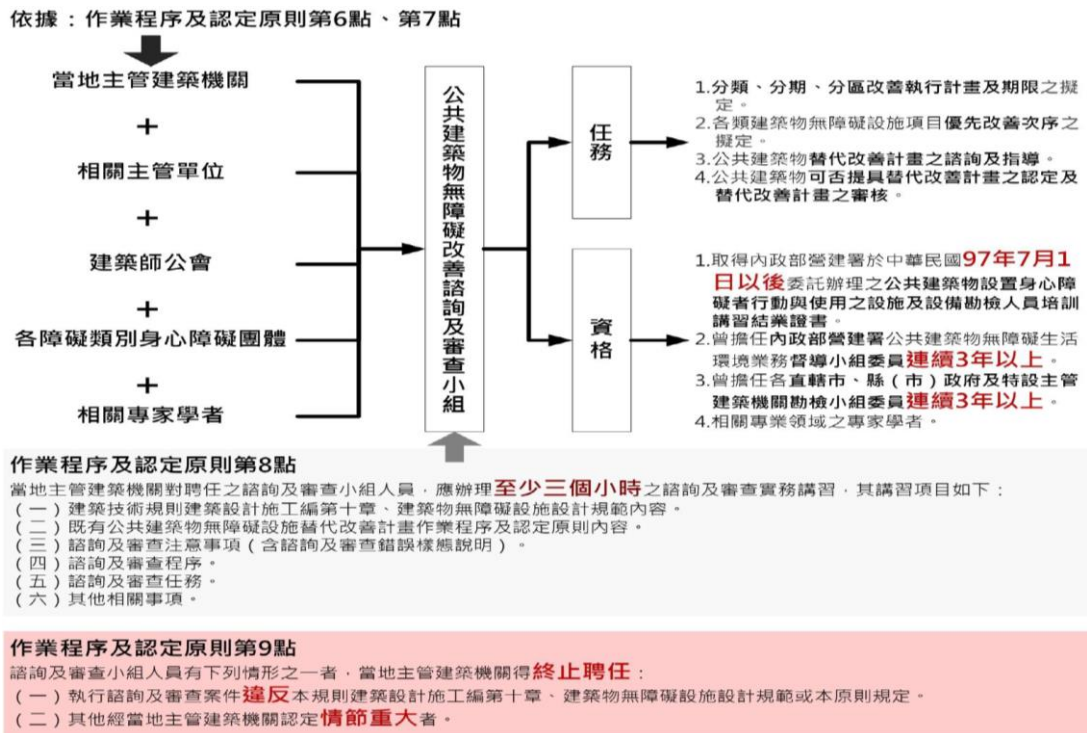 依據：作業程序及認定原則第6點、第7點
當地主管建築機關
+
相關主管單位
+
建築師公會
+
各障礙類別身心障礙團體
+
相關專家學者
公共建築物無障礙改善諮詢及審查小組
任務
1.分類、分期、分區改善執行計畫及期限之擬
定。
2.各類建築物無障礙設施項目優先改善次序之
擬定。
3.公共建築物替代改善計畫之諮詢及指導。
4.公共建築物可否提具替代改善計畫之認定及
替代改善計畫之審核。
資格
1.取得內政部營建署於中華民國97年7月1
日以後委託辦理之公共建築物設置身心障
礙者行動與使用之設施及設備勘檢人員培訓
講習結業證書。
2.曾擔任內政部營建署公共建築物無障礙生活
環境業務督導小組委員連續3年以上。
3.曾擔任各直轄市、縣（市）政府及特設主管
建築機關勘檢小組委員連續3年以上。
4.相關專業領域之專家學者。
作業程序及認定原則第8點
當地主管建築機關對聘任之諮詢及審查小組人員，應辦理至少三個小時之諮詢及審查實務講習，其講習項目如下：
（一）建築技術規則建築設計施工編第十章、建築物無障礙設施設計規範內容。
（二）既有公共建築物無障礙設施替代改善計畫作業程序及認定原則內容。
（三）諮詢及審查注意事項（含諮詢及審查錯誤樣態說明）。
（四）諮詢及審查程序。
（五）諮詢及審查任務。
（六）其他相關事項。
作業程序及認定原則第9點
諮詢及審查小組人員有下列情形之一者，當地主管建築機關得終止聘任：
（一）執行諮詢及審查案件違反本規則建築設計施工編第十章、建築物無障礙設施設計規範或本原則規定。
（二）其他經當地主管建築機關認定情節重大者。